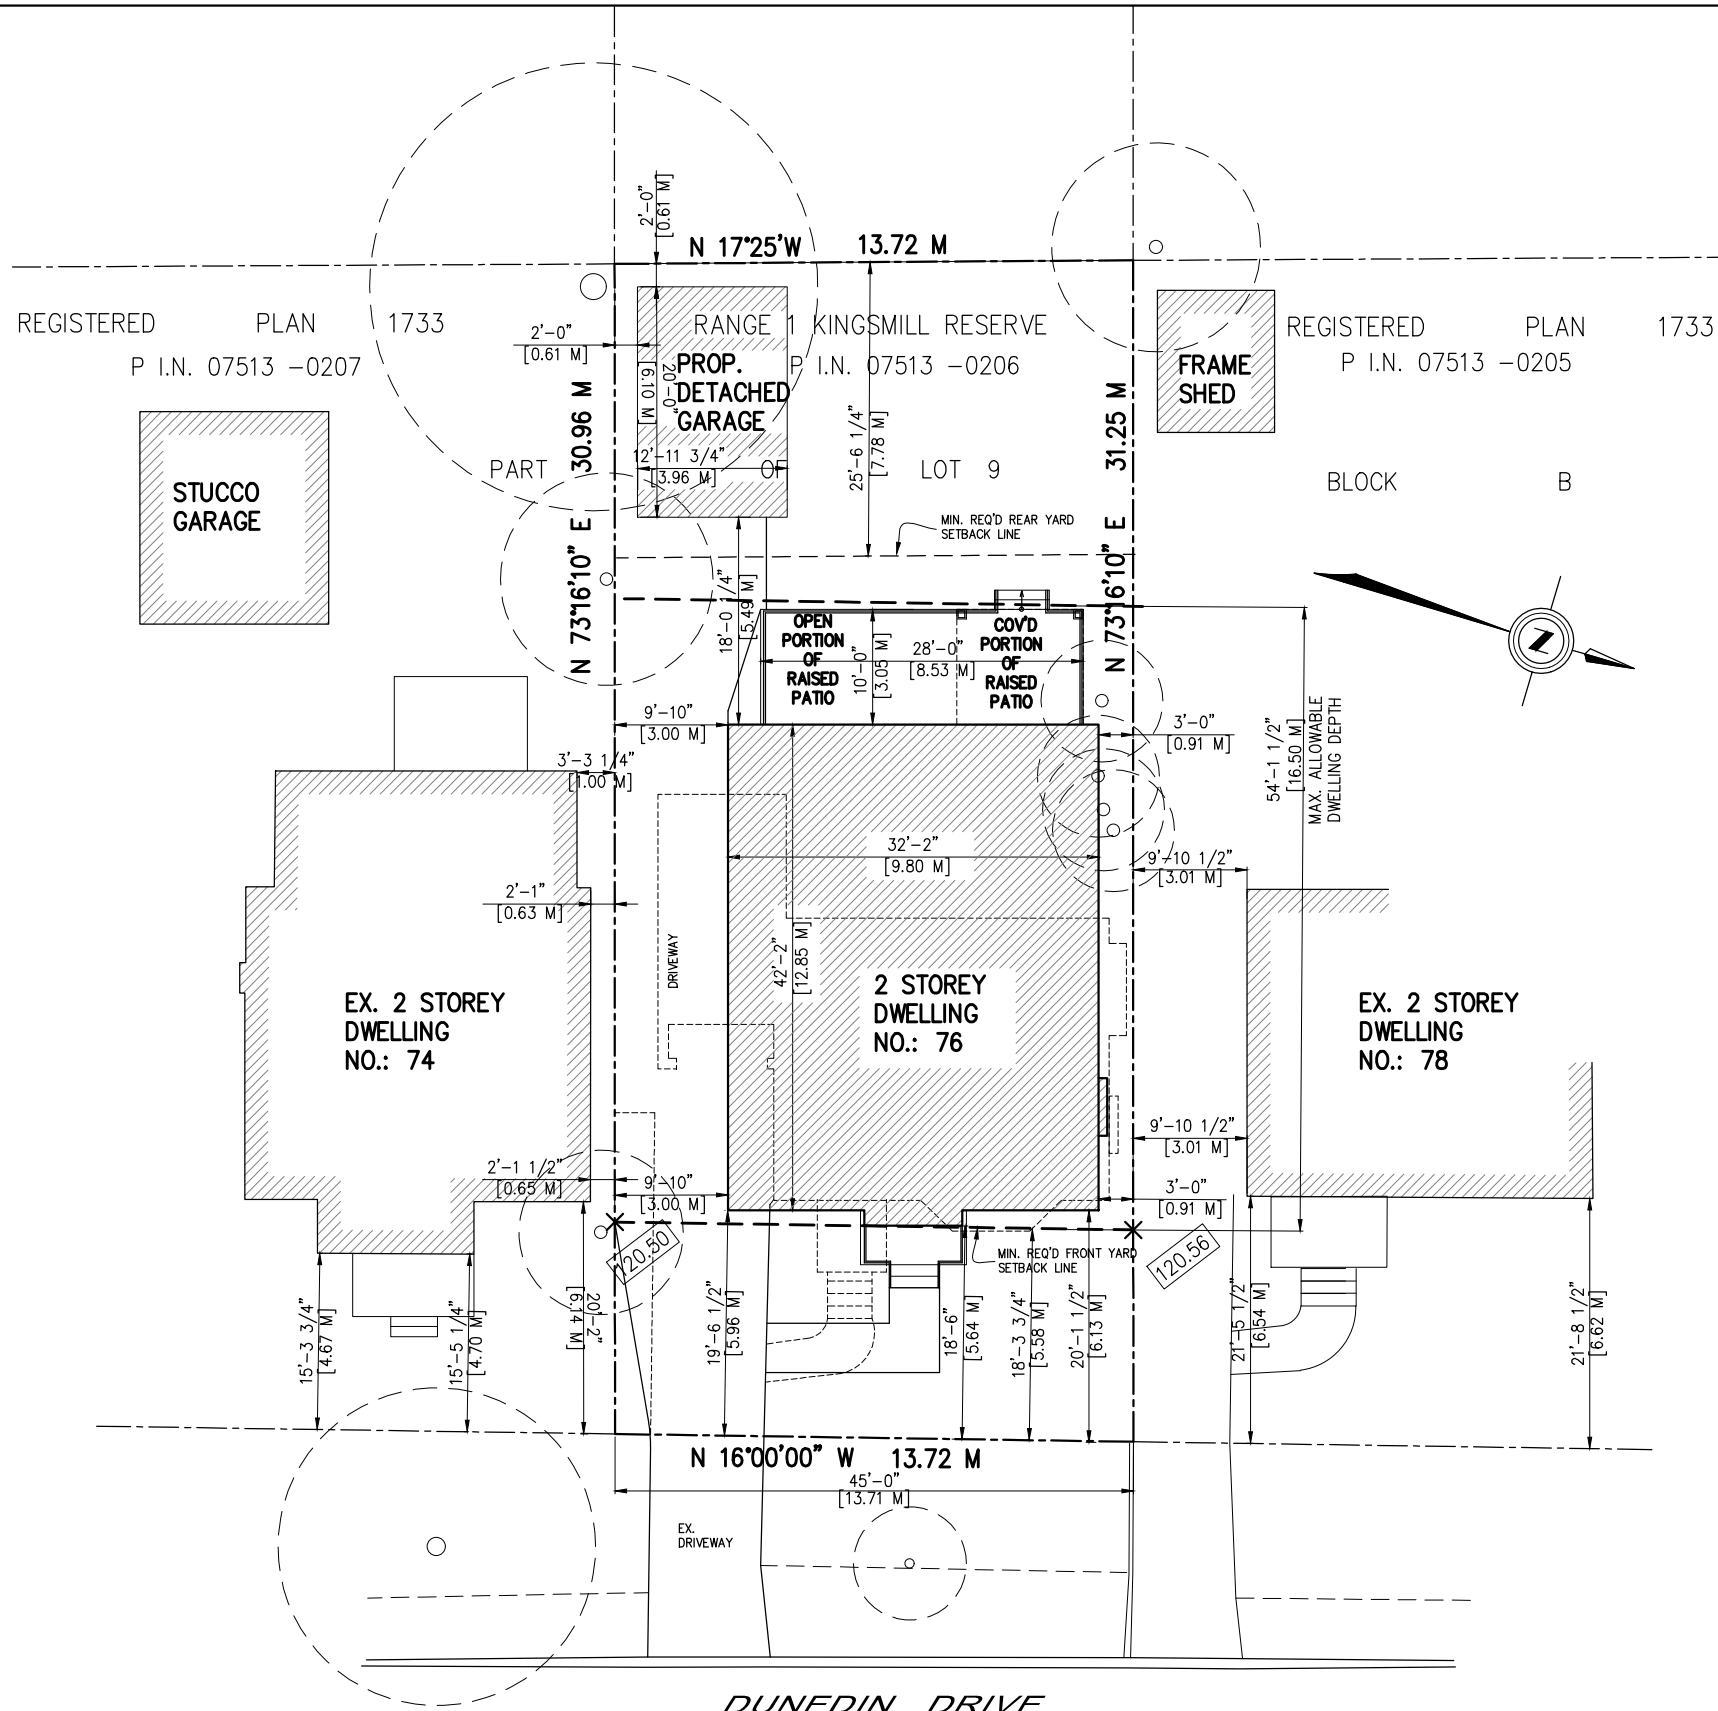 2'-0"
[0.61 M]
N 17°25'W 13.72 M
REGISTERED PLAN 1733
P I.N. 07513 -0207
RANGE 1 KINGSMILL RESERVE
P I.N. 07513 -0206
REGISTERED PLAN 1733
P I.N. 07513 -0205
2'-0"
[0.61 M]
PROP.
DETACHED
GARAGE
20'-0"
[6.10 M]
12'-11 3/4"
[3.96 M]
FRAME
SHED
STUCCO
GARAGE
PART OF LOT 9
BLOCK B
N 73°16'10" E 30.96 M
N 73°16'10" E 31.25 M
25'-6 1/4"
[7.78 M]
MIN. REQ'D REAR YARD
SETBACK LINE
18'-0 1/4"
[5.49 M]
OPEN
PORTION
OF
RAISED
PATIO
COV'D
PORTION
OF
RAISED
PATIO
10'-0"
[3.05 M]
28'-0"
[8.53 M]
Z
9'-10"
[3.00 M]
3'-0"
[0.91 M]
3'-3 1/4"
[1.00 M]
54'-1 1/2"
[16.50 M]
MAX. ALLOWABLE
DWELLING DEPTH
32'-2"
[9.80 M]
9'-10 1/2"
[3.01 M]
2'-1"
[0.63 M]
DRIVEWAY
42'-2"
[12.85 M]
EX. 2 STOREY
DWELLING
NO.: 74
2 STOREY
DWELLING
NO.: 76
EX. 2 STOREY
DWELLING
NO.: 78
9'-10 1/2"
[3.01 M]
2'-1 1/2"
[0.65 M]
9'-10"
[3.00 M]
3'-0"
[0.91 M]
120.50
120.56
MIN. REQ'D FRONT YARD
SETBACK LINE
15'-3 3/4"
[4.67 M]
15'-5 1/4"
[4.70 M]
20'-2"
[6.14 M]
19'-6 1/2"
[5.96 M]
18'-6"
[5.64 M]
18'-3 3/4"
[5.58 M]
20'-1 1/2"
[6.13 M]
21'-5 1/2"
[6.54 M]
21'-8 1/2"
[6.62 M]
N 16°00'00" W 13.72 M
45'-0"
[13.71 M]
EX.
DRIVEWAY
DUNEDIN DRIVE